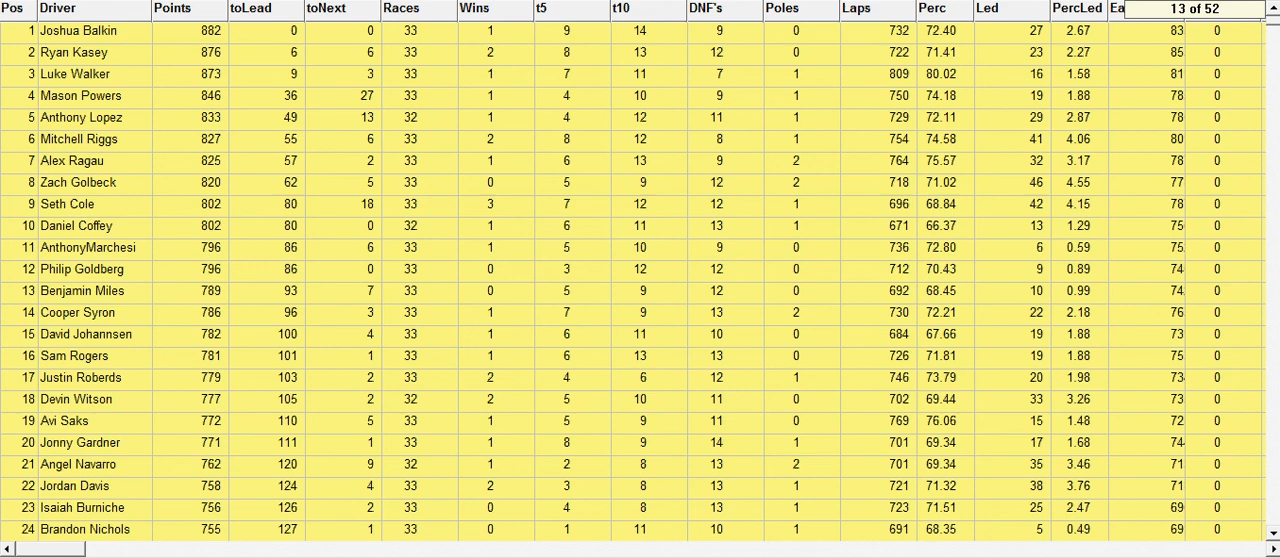 Pos Driver Points toLead toNext Races Wins t5 t10 DNF's Poles Laps Perc Led PercLed Ea 13 of 52
1 Joshua Balkin 882 0 0 33 1 9 14 9 0 732 72.40 27 2.67 83 0
2 Ryan Kasey 876 6 6 33 2 8 13 12 0 722 71.41 23 2.27 85 0
3 Luke Walker 873 9 3 33 1 7 11 7 1 809 80.02 16 1.58 81 0
4 Mason Powers 846 36 27 33 1 4 10 9 1 750 74.18 19 1.88 78 0
5 Anthony Lopez 833 49 13 32 1 4 12 11 1 729 72.11 29 2.87 78 0
6 Mitchell Riggs 827 55 6 33 2 8 12 8 1 754 74.58 41 4.06 80 0
7 Alex Ragau 825 57 2 33 1 6 13 9 2 764 75.57 32 3.17 78 0
8 Zach Golbeck 820 62 5 33 0 5 9 12 2 718 71.02 46 4.55 77 0
9 Seth Cole 802 80 18 33 3 7 12 12 1 696 68.84 42 4.15 78 0
10 Daniel Coffey 802 80 0 32 1 6 11 13 1 671 66.37 13 1.29 75 0
11 AnthonyMarchesi 796 86 6 33 1 5 10 9 0 736 72.80 6 0.59 75 0
12 Philip Goldberg 796 86 0 33 0 3 12 12 0 712 70.43 9 0.89 74 0
13 Benjamin Miles 789 93 7 33 0 5 9 12 0 692 68.45 10 0.99 74 0
14 Cooper Syron 786 96 3 33 1 7 9 13 2 730 72.21 22 2.18 76 0
15 David Johannsen 782 100 4 33 1 6 11 10 0 684 67.66 19 1.88 73 0
16 Sam Rogers 781 101 1 33 1 6 13 13 0 726 71.81 19 1.88 75 0
17 Justin Roberds 779 103 2 33 2 4 6 12 1 746 73.79 20 1.98 73 0
18 Devin Witson 777 105 2 32 2 5 10 11 0 702 69.44 33 3.26 73 0
19 Avi Saks 772 110 5 33 1 5 9 11 0 769 76.06 15 1.48 72 0
20 Jonny Gardner 771 111 1 33 1 8 9 14 1 701 69.34 17 1.68 74 0
21 Angel Navarro 762 120 9 32 1 2 8 13 2 701 69.34 35 3.46 71 0
22 Jordan Davis 758 124 4 33 2 3 8 13 1 721 71.32 38 3.76 71 0
23 Isaiah Burniche 756 126 2 33 0 4 8 13 1 723 71.51 25 2.47 69 0
24 Brandon Nichols 755 127 1 33 0 1 11 10 1 691 68.35 5 0.49 69 0